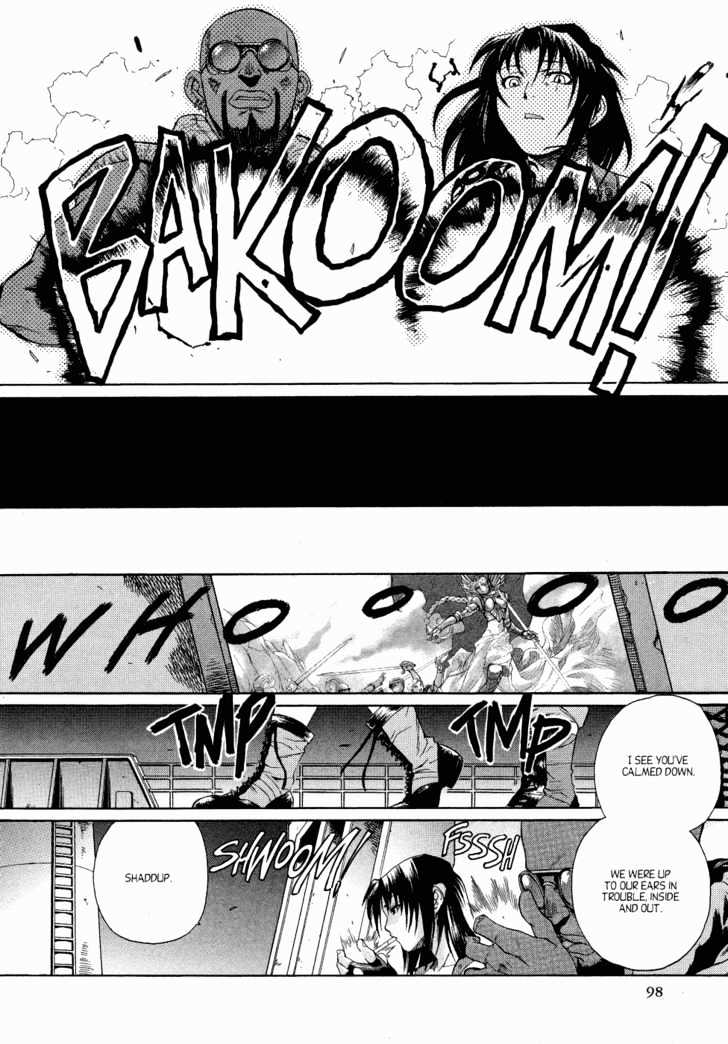 BAKOOM!
WHOOOOO
TMP
TMP
I SEE YOU'VE
CALMED DOWN.
SHADDUP.
SHWOOM!
FSSSH
WE WERE UP
TO OUR EARS IN
TROUBLE, INSIDE
AND OUT.
98